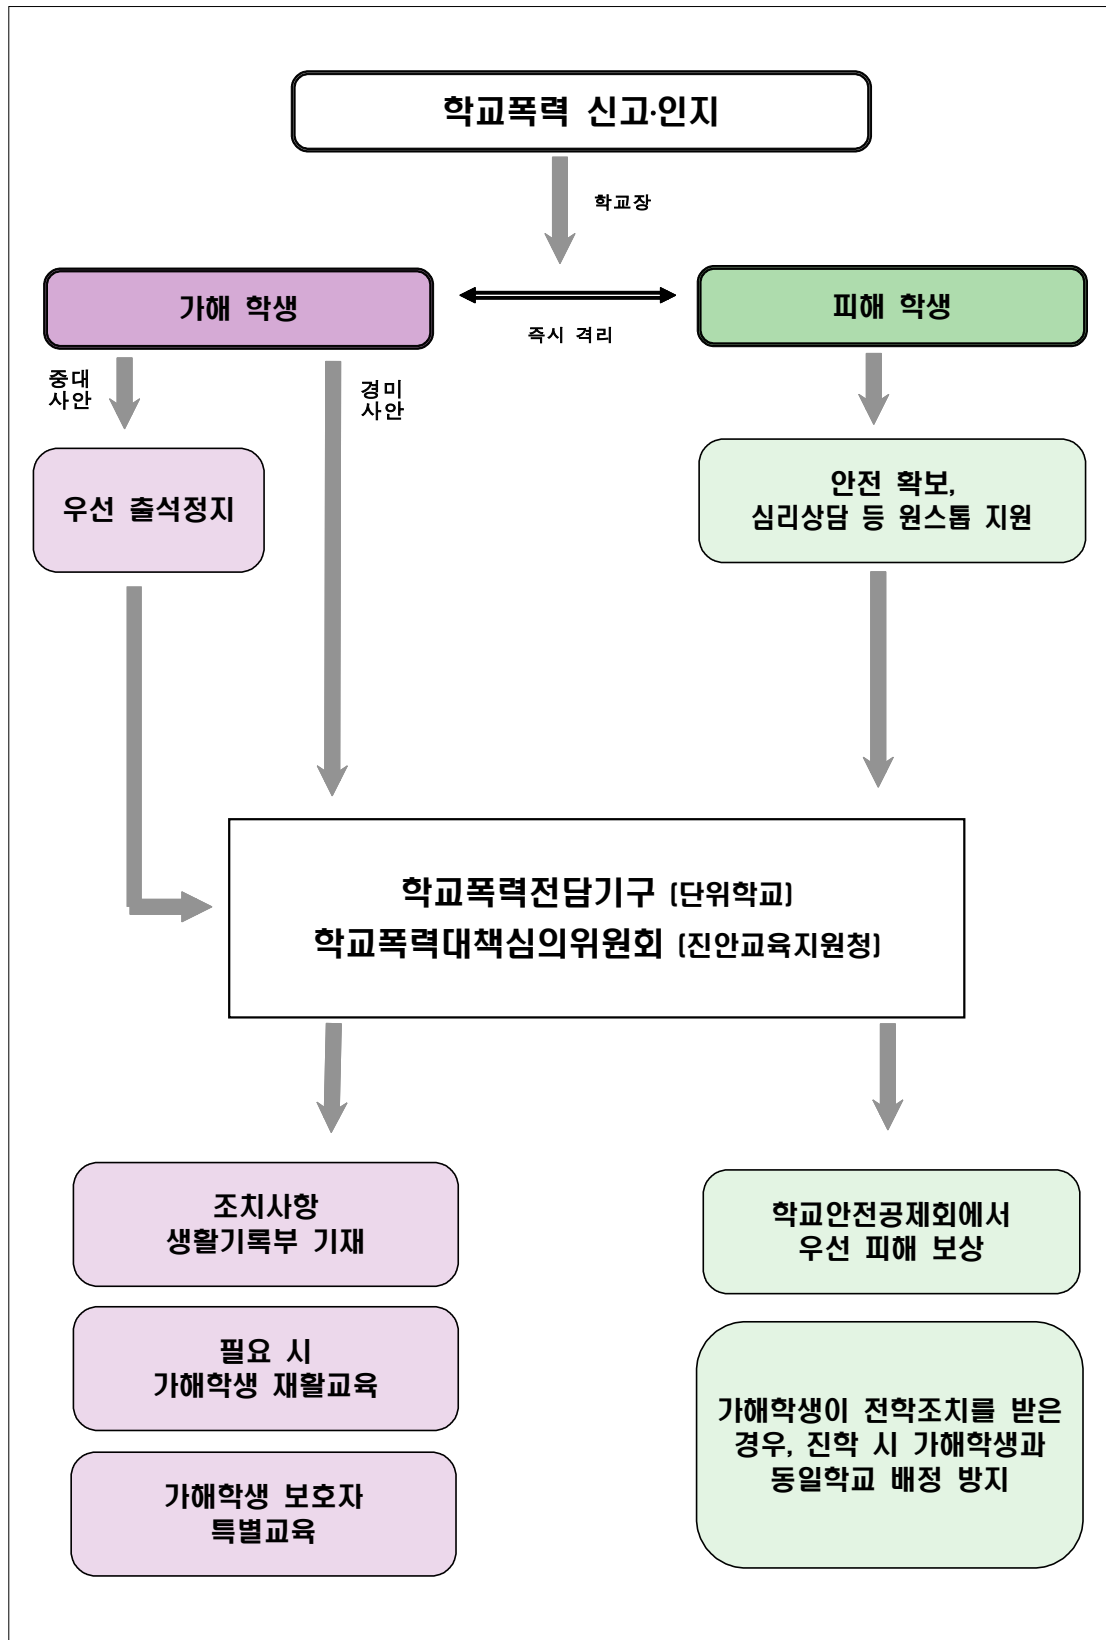 학교폭력 신고·인지
학교장
가해 학생
즉시 격리
피해 학생
중대
사안
경미
사안
우선 출석정지
안전 확보,
심리상담 등 원스톱 지원
학교폭력전담기구 (단위학교)
학교폭력대책심의위원회 (진안교육지원청)
조치사항
생활기록부 기재
필요 시
가해학생 재활교육
가해학생 보호자
특별교육
학교안전공제회에서
우선 피해 보상
가해학생이 전학조치를 받은
경우, 진학 시 가해학생과
동일학교 배정 방지